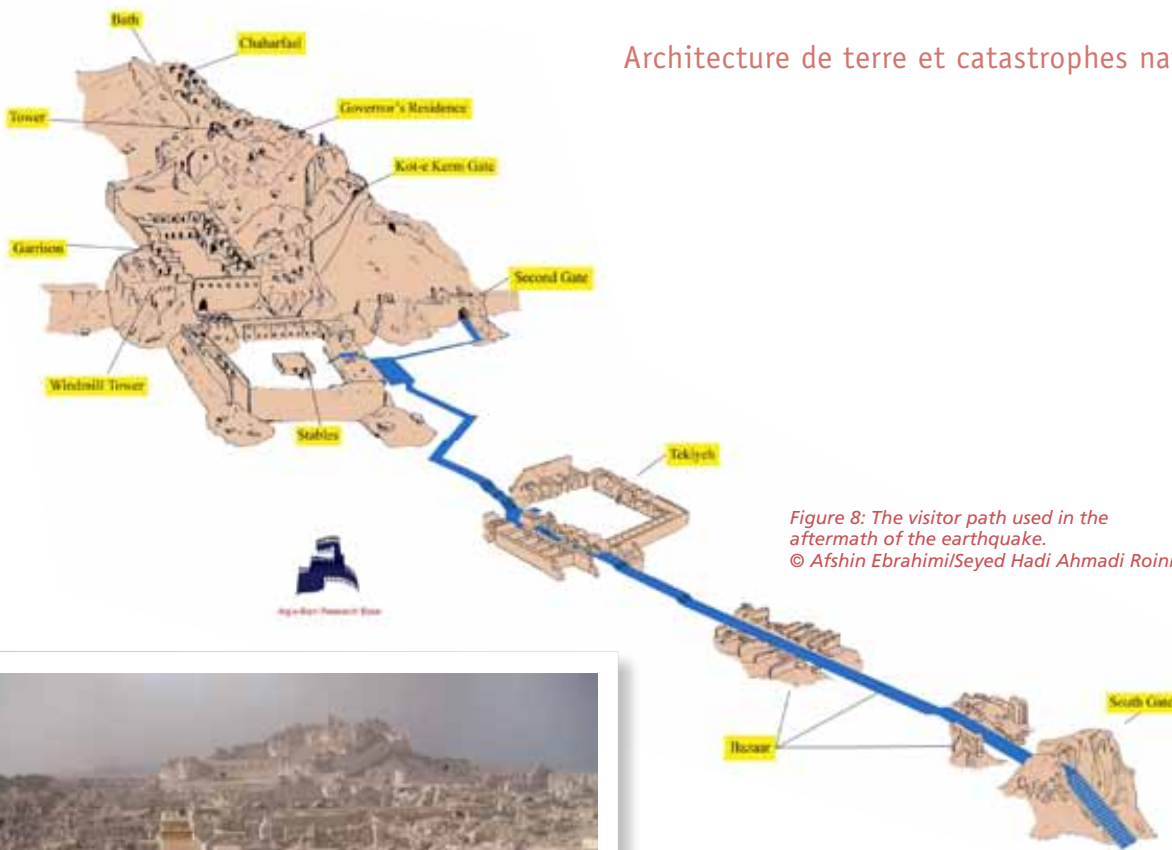 Architecture de terre et catastrophes na
Bath
Chaharfasl
Governor's Residence
Tower
Kot-e Kerm Gate
Garrison
Second Gate
Windmill Tower
Stables
Tekiyeh
Figure 8: The visitor path used in the
aftermath of the earthquake.
© Afshin Ebrahimi/Seyed Hadi Ahmadi Roini
Research Base
South Gate
Bazaar